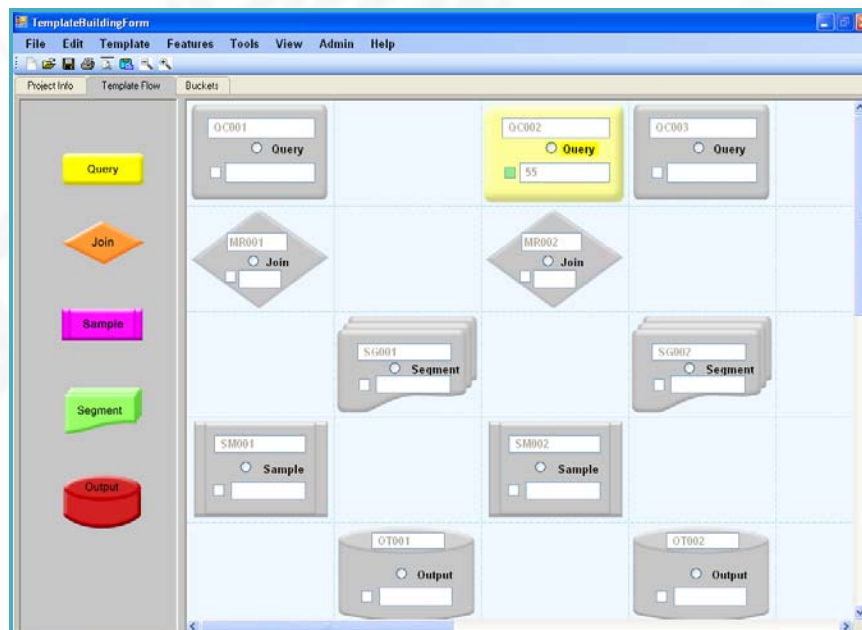 TemplateBuildingForm
File Edit Template Features Tools View Admin Help
Project Info Template Flow Buckets
Query
Join
Sample
Segment
Output
QC001 QC002 QC003
Query Query Query
55
MR001 MR002
Join Join
SG001 SG002
Segment Segment
SM001 SM002
Sample Sample
OT001 OT002
Output Output